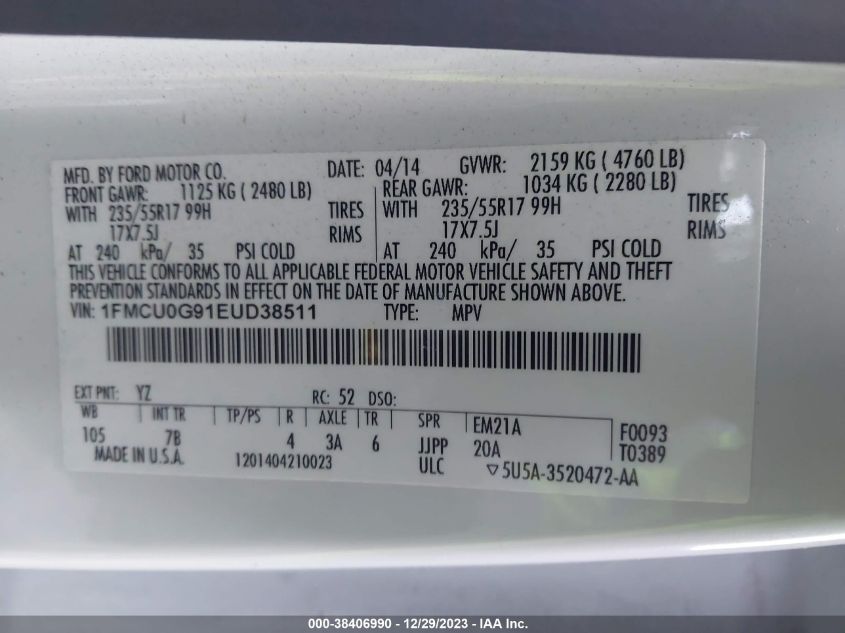 MFD. BY FORD MOTOR CO. DATE: 04/14 GVWR: 2159 KG ( 4760 LB)
FRONT GAWR: 1125 KG ( 2480 LB) REAR GAWR: 1034 KG ( 2280 LB)
WITH 235/55R17 99H TIRES WITH 235/55R17 99H TIRES
17X7.5J RIMS 17X7.5J RIMS
AT 240 kPa/ 35 PSI COLD AT 240 kPa/ 35 PSI COLD
THIS VEHICLE CONFORMS TO ALL APPLICABLE FEDERAL MOTOR VEHICLE SAFETY AND THEFT
PREVENTION STANDARDS IN EFFECT ON THE DATE OF MANUFACTURE SHOWN ABOVE.
VIN: 1FMCU0G91EUD38511 TYPE: MPV
EXT PNT: YZ RC: 52 DSO:
WB INT TR TP/PS R AXLE TR SPR EM21A F0093
105 7B 4 3A 6 JJPP 20A T0389
MADE IN U.S.A. 1201404210023 ULC ▽5U5A-3520472-AA
000-38406990 - 12/29/2023 - IAA Inc.